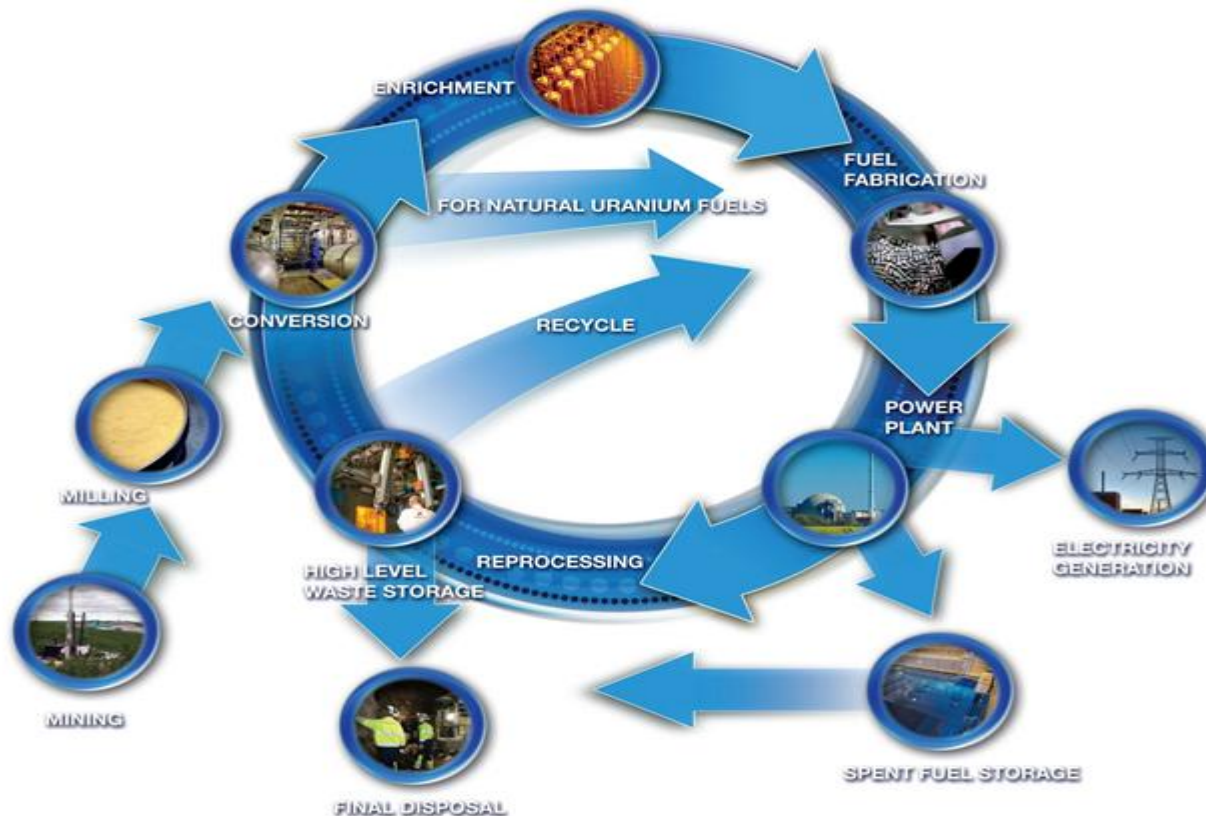 ENRICHMENT
FUEL
FABRICATION
FOR NATURAL URANIUM FUELS
CONVERSION
RECYCLE
POWER
PLANT
MILLING
ELECTRICITY
GENERATION
REPROCESSING
HIGH LEVEL
WASTE STORAGE
MINING
SPENT FUEL STORAGE
FINAL DISPOSAL